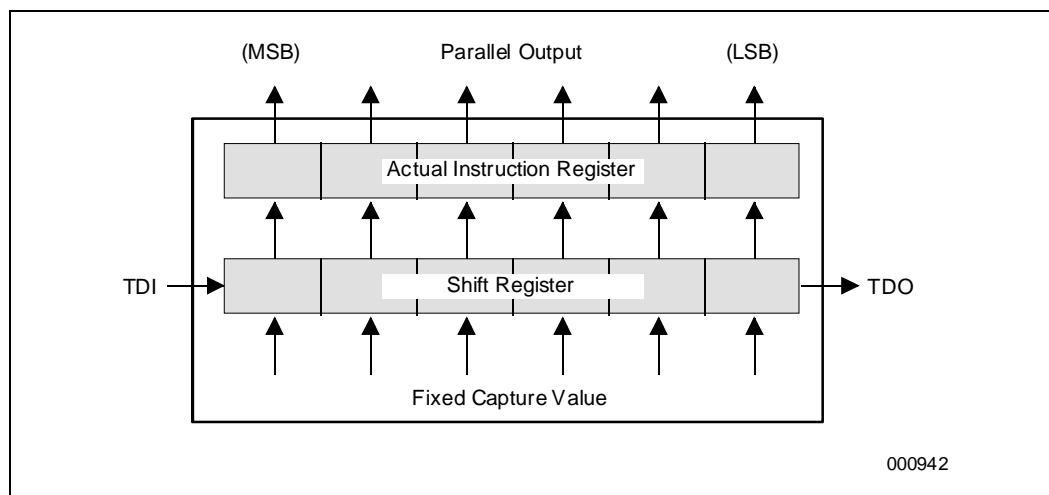 (MSB) Parallel Output (LSB)
Actual Instruction Register
TDI Shift Register TDO
Fixed Capture Value
000942